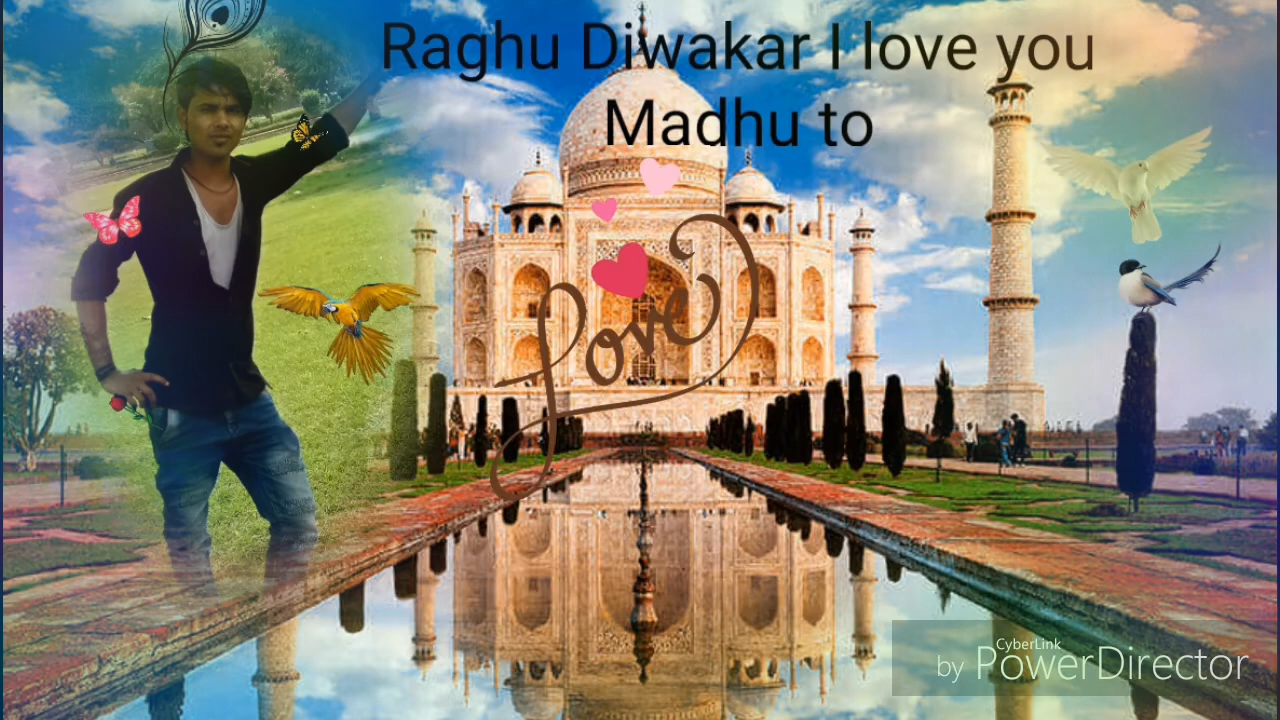 Raghu Diwakar I love you
Madhu to
Love
CyberLink
by PowerDirector